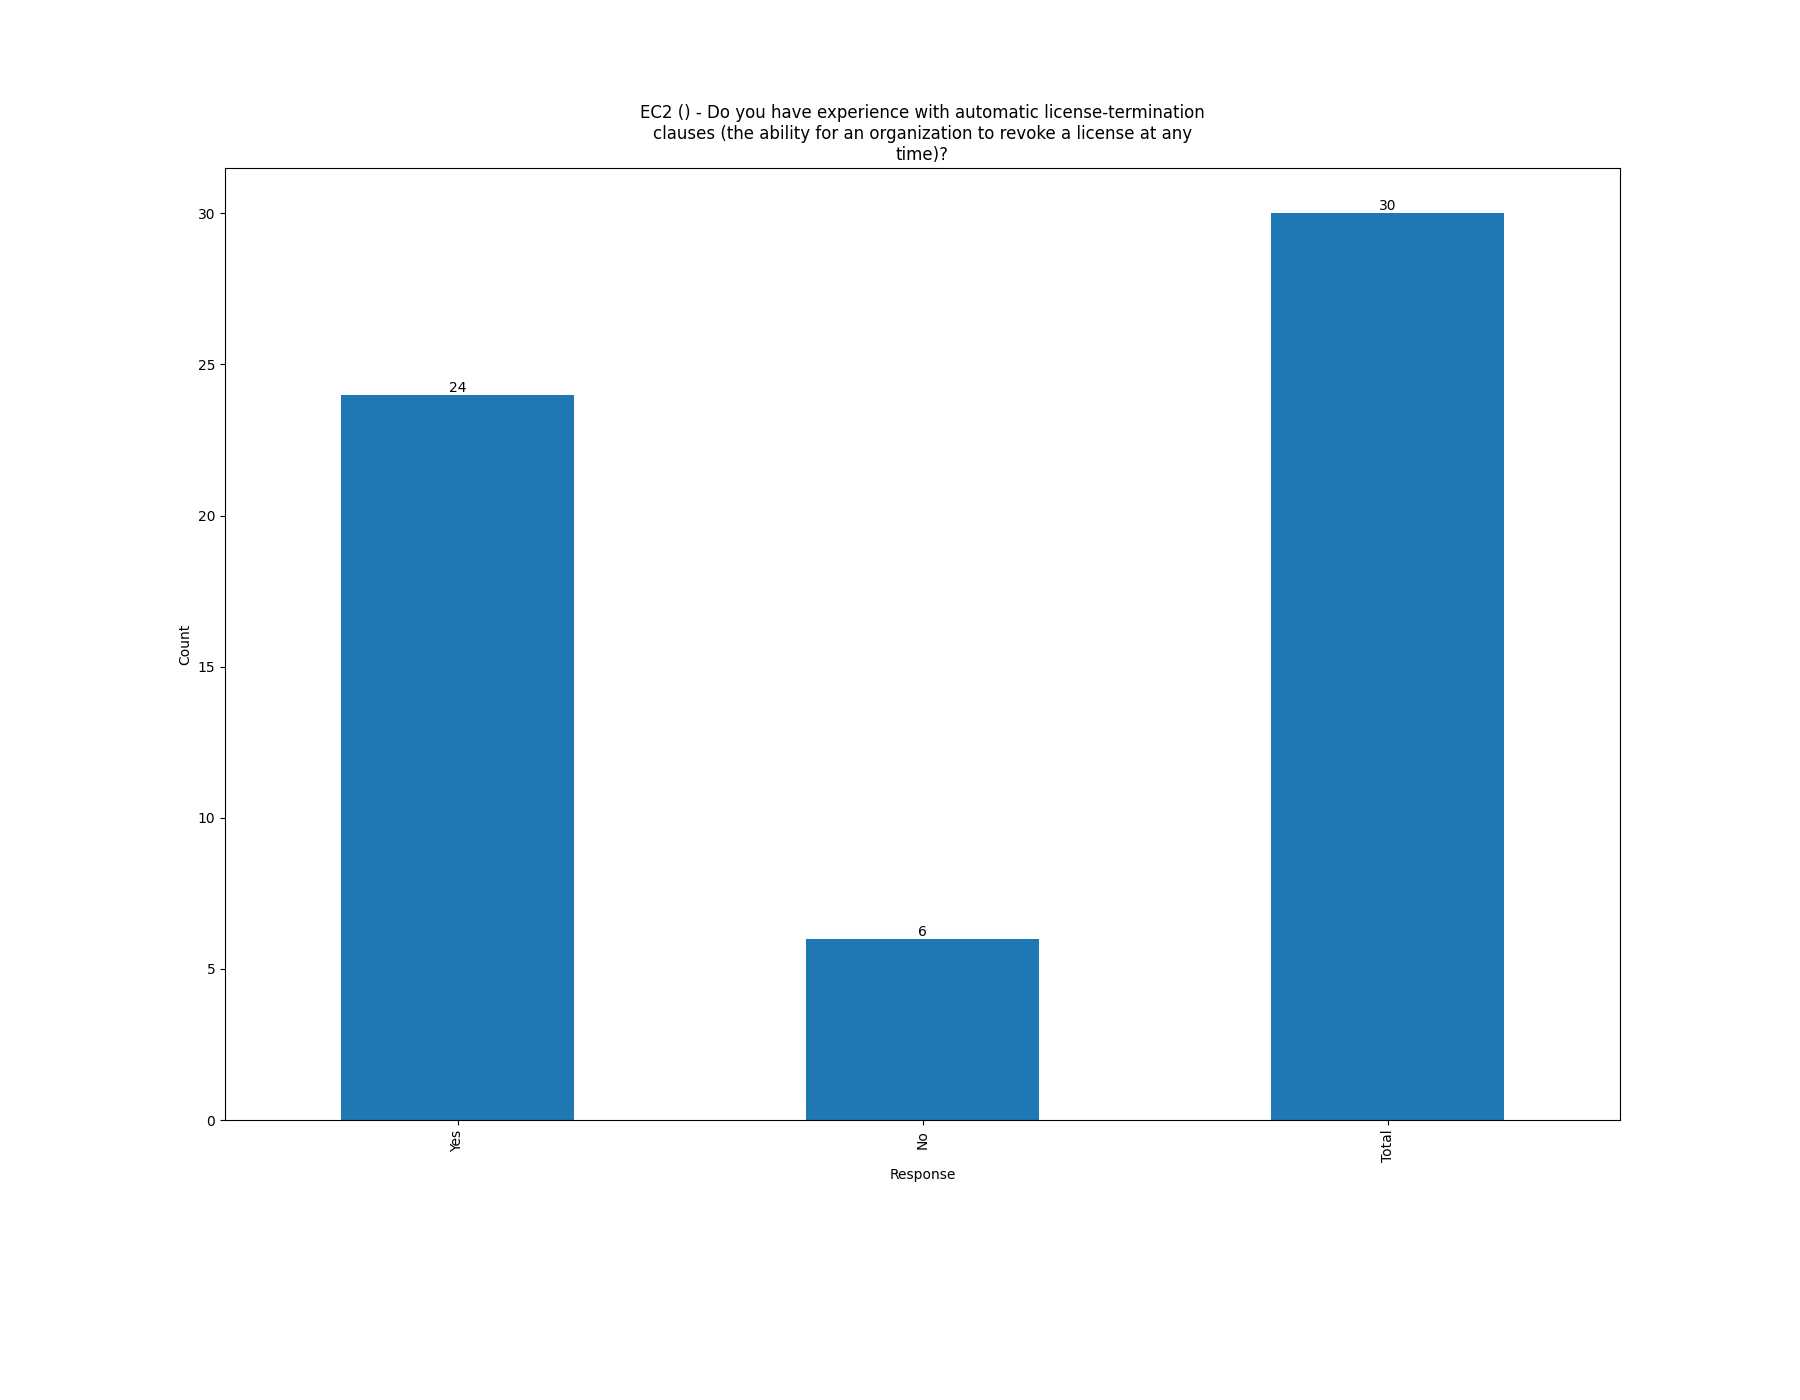 EC2 () - Do you have experience with automatic license-termination
clauses (the ability for an organization to revoke a license at any
time)?
30
25
20
15
10
5
0
Count
24
6
30
Yes
No
Total
Response